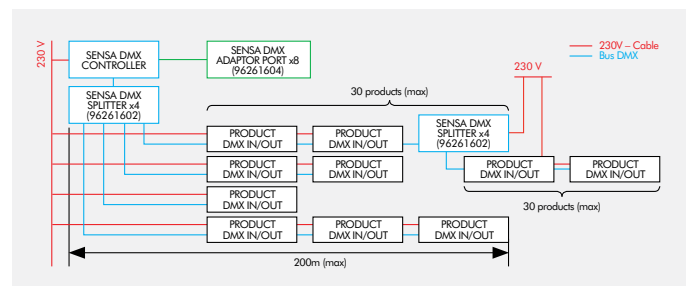 230 V
SENSA DMX
CONTROLLER
SENSA DMX
ADAPTOR PORT x8
(96261604)
230V – Cable
Bus DMX
230 V
SENSA DMX
SPLITTER x4
(96261602)
30 products (max)
SENSA DMX
SPLITTER x4
(96261602)
PRODUCT
DMX IN/OUT
PRODUCT
DMX IN/OUT
PRODUCT
DMX IN/OUT
PRODUCT
DMX IN/OUT
PRODUCT
DMX IN/OUT
PRODUCT
DMX IN/OUT
PRODUCT
DMX IN/OUT
30 products (max)
PRODUCT
DMX IN/OUT
PRODUCT
DMX IN/OUT
PRODUCT
DMX IN/OUT
200m (max)